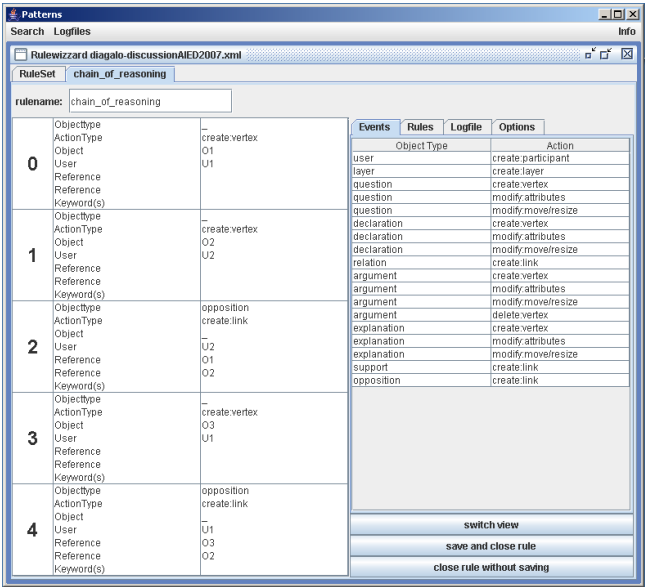 Patterns
Search Logfiles Info
Rulewizzard diagalo-discussionAIED2007.xml
RuleSet chain_of_reasoning
rulename: chain_of_reasoning
0
Objecttype _
ActionType create:vertex
Object O1
User U1
Reference
Reference
Keyword(s)
1
Objecttype _
ActionType create:vertex
Object O2
User U2
Reference
Reference
Keyword(s)
2
Objecttype opposition
ActionType create:link
Object _
User U2
Reference O1
Reference O2
Keyword(s)
3
Objecttype _
ActionType create:vertex
Object O3
User U1
Reference
Reference
Keyword(s)
4
Objecttype opposition
ActionType create:link
Object _
User U1
Reference O3
Reference O2
Keyword(s)
Events Rules Logfile Options
Object Type Action
user create:participant
layer create:layer
question create:vertex
question modify:attributes
question modify:move/resize
declaration create:vertex
declaration modify:attributes
declaration modify:move/resize
relation create:link
argument create:vertex
argument modify:attributes
argument modify:move/resize
argument delete:vertex
explanation create:vertex
explanation modify:attributes
explanation modify:move/resize
support create:link
opposition create:link
switch view
save and close rule
close rule without saving